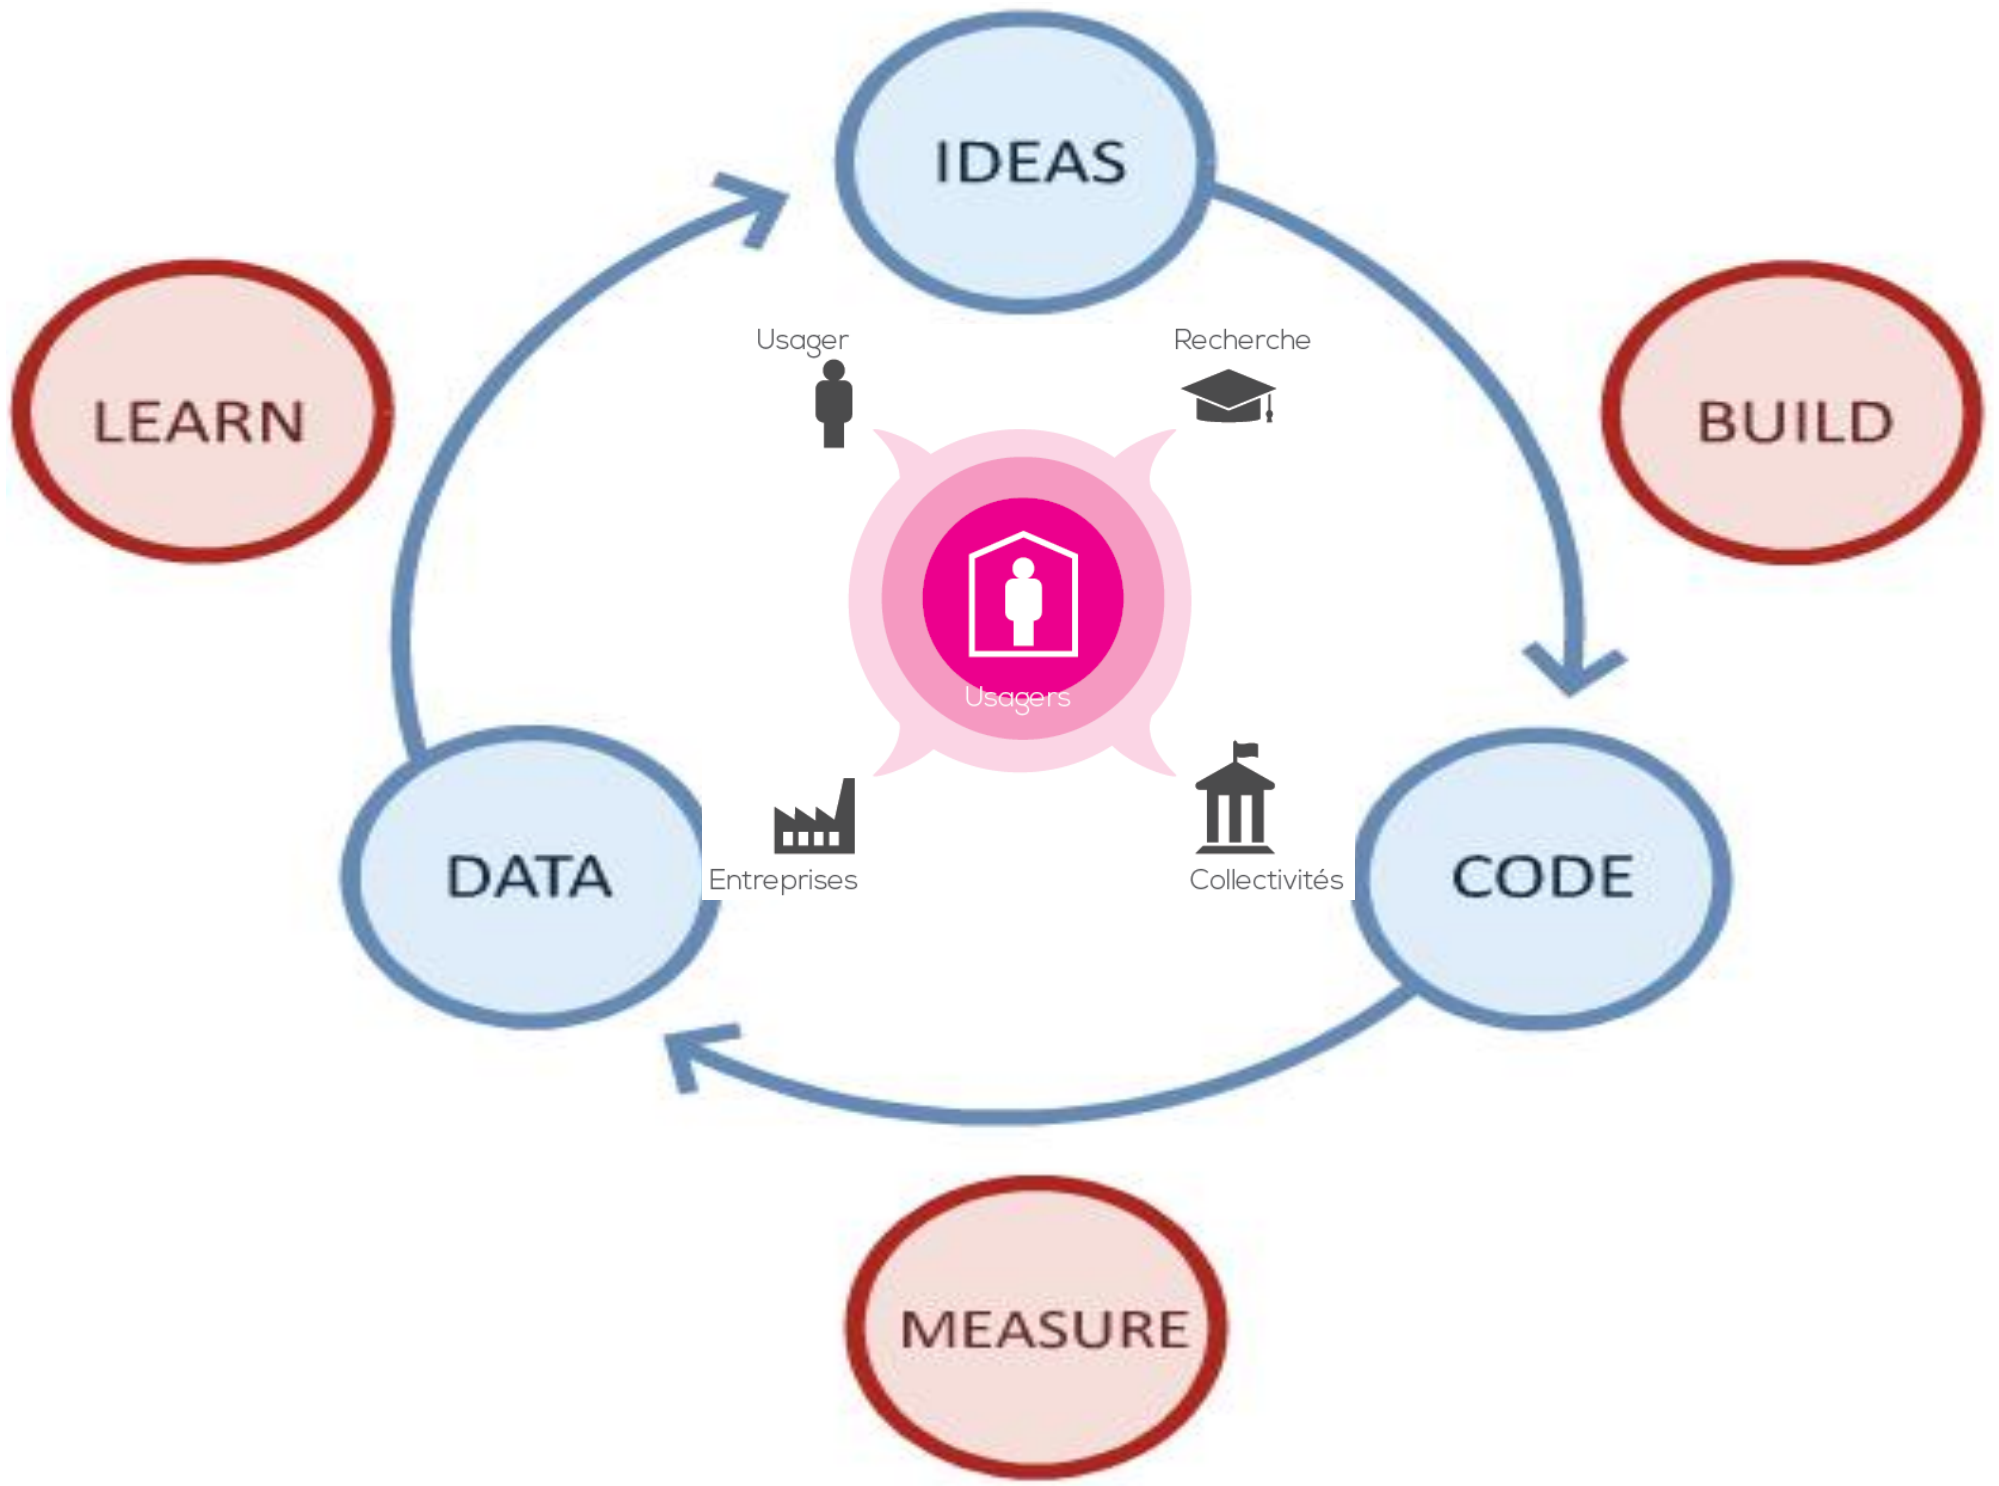 IDEAS
Usager
Recherche
LEARN
BUILD
Usagers
DATA
Entreprises
Collectivités
CODE
MEASURE